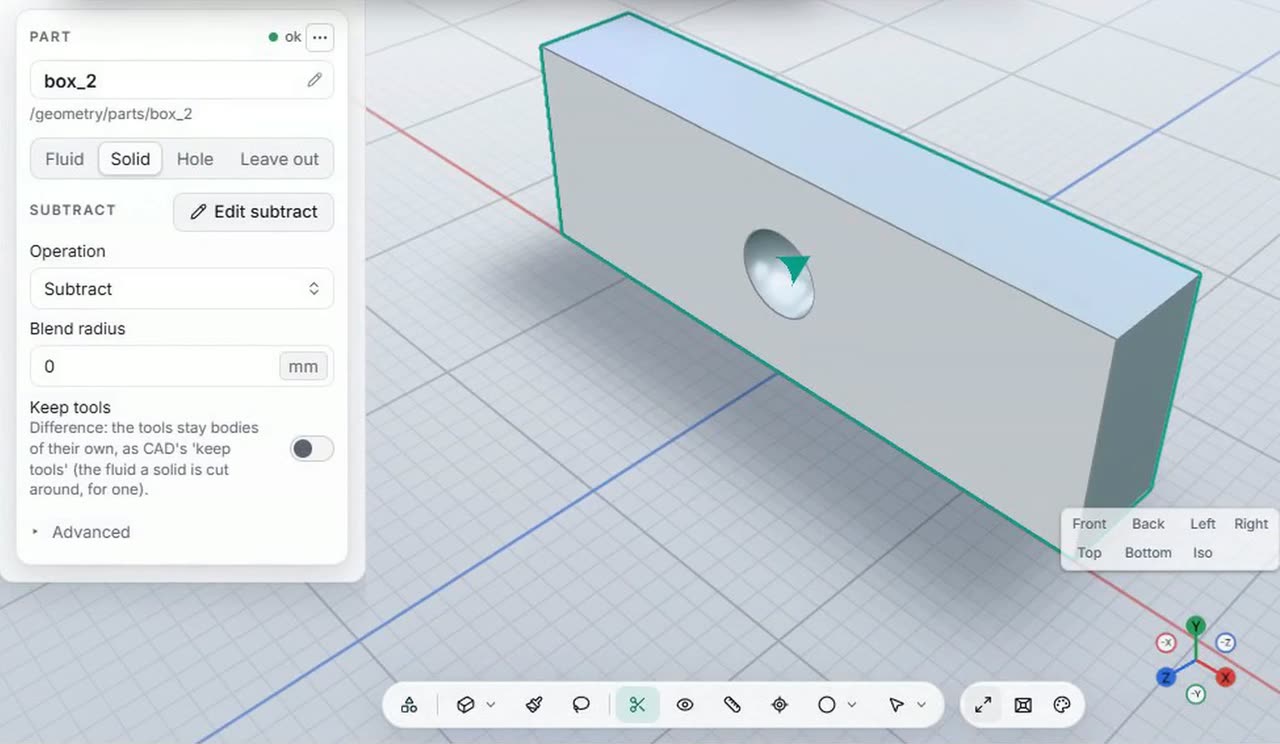 PART
ok
box_2
/geometry/parts/box_2
Fluid Solid Hole Leave out
SUBTRACT
Edit subtract
Operation
Subtract
Blend radius
0 mm
Keep tools
Difference: the tools stay bodies
of their own, as CAD's 'keep
tools' (the fluid a solid is cut
around, for one).
Advanced
Front Back Left Right
Top Bottom Iso
Y
-X -Z
Z X
-Y